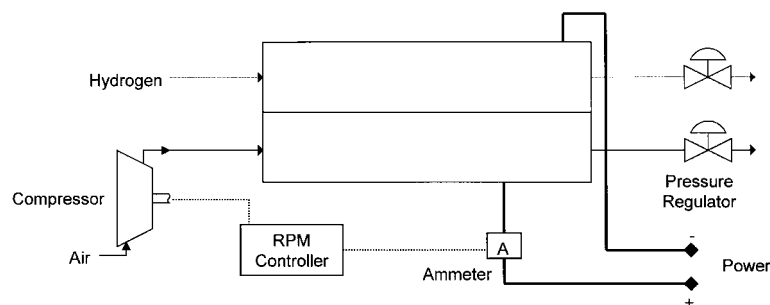 Hydrogen
Compressor
Air
RPM
Controller
A
Ammeter
Pressure
Regulator
-
Power
+